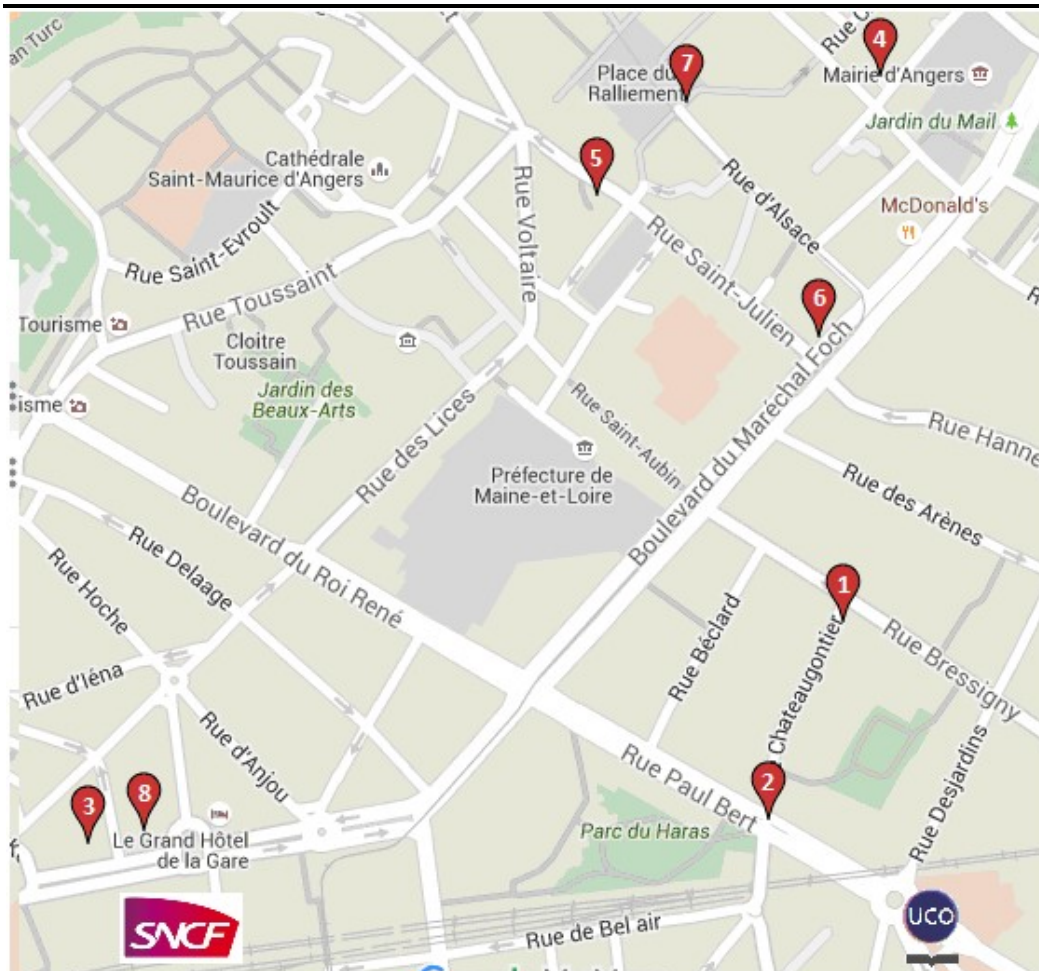 an Turc
Rue
7
4
Place du
Ralliement
Mairie d'Angers
Jardin du Mail
5
Cathédrale
Saint-Maurice d'Angers
Rue Voltaire
Rue d'Alsace
McDonald's
Rue Saint-Evroult
Rue Saint-Julien
Rue Toussaint
6
Tourisme
Cloitre
Toussain
Jardin des
Beaux-Arts
isme
Rue des Lices
Rue Saint-Aubin
Boulevard du Maréchal Foch
Rue Hanne
Préfecture de
Maine-et-Loire
Rue des Arènes
Boulevard du Roi René
Rue Delaage
Rue Hoche
1
Rue Béclard
Chateaugontier
Rue Bressigny
Rue d'Iéna
Rue d'Anjou
Rue Desjardins
3
8
2
Rue Paul Bert
Le Grand Hôtel
de la Gare
Parc du Haras
SNCF
UCO
Rue de Bel air